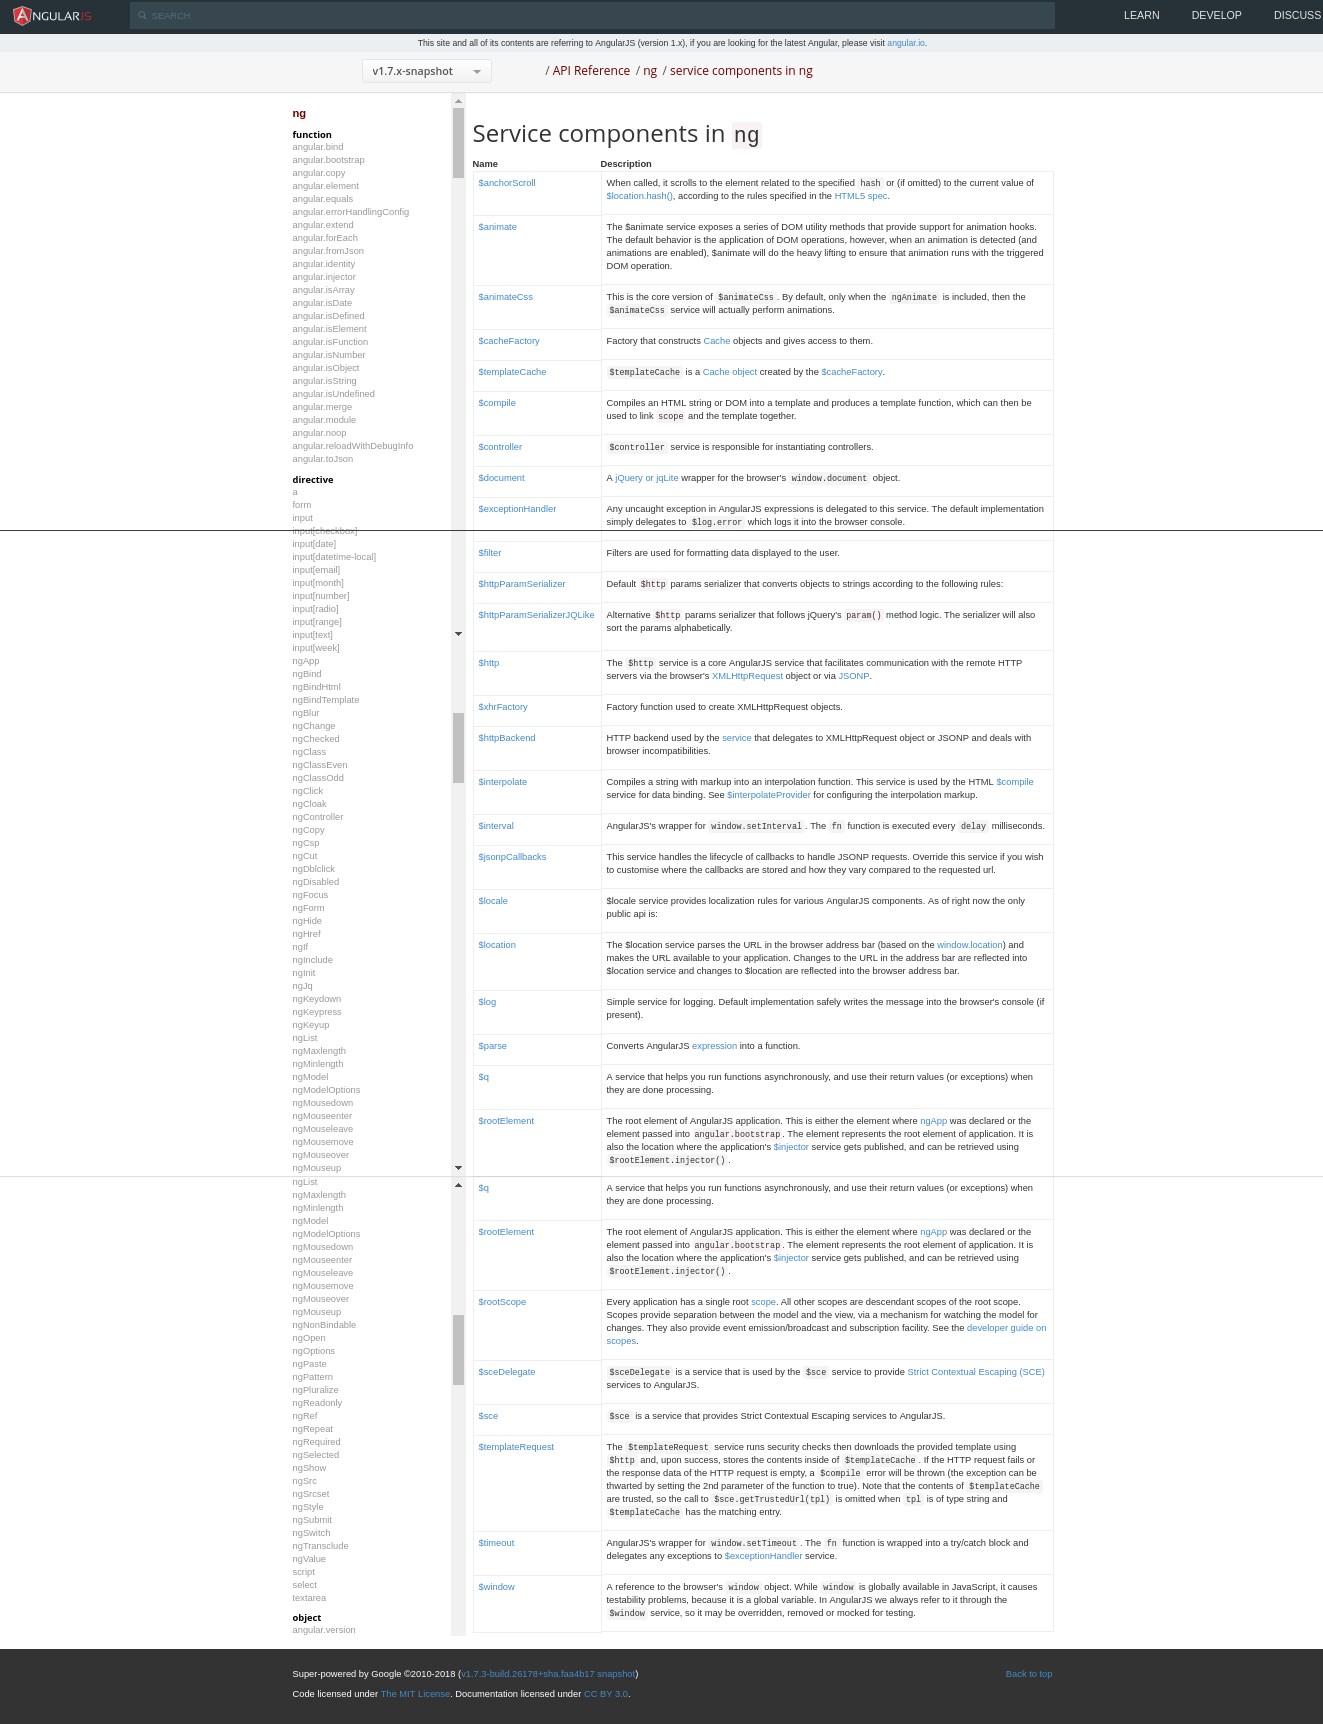 ANGULARJS
SEARCH
LEARN DEVELOP DISCUSS
This site and all of its contents are referring to AngularJS (version 1.x), if you are looking for the latest Angular, please visit angular.io.
v1.7.x-snapshot
/ API Reference / ng / service components in ng
ng
function
angular.bind
angular.bootstrap
angular.copy
angular.element
angular.equals
angular.errorHandlingConfig
angular.extend
angular.forEach
angular.fromJson
angular.identity
angular.injector
angular.isArray
angular.isDate
angular.isDefined
angular.isElement
angular.isFunction
angular.isNumber
angular.isObject
angular.isString
angular.isUndefined
angular.merge
angular.module
angular.noop
angular.reloadWithDebugInfo
angular.toJson
directive
a
form
input
input[checkbox]
input[date]
input[datetime-local]
input[email]
input[month]
input[number]
input[radio]
input[range]
input[text]
input[week]
ngApp
ngBind
ngBindHtml
ngBindTemplate
ngBlur
ngChange
ngChecked
ngClass
ngClassEven
ngClassOdd
ngClick
ngCloak
ngController
ngCopy
ngCsp
ngCut
ngDblclick
ngDisabled
ngFocus
ngForm
ngHide
ngHref
ngIf
ngInclude
ngInit
ngJq
ngKeydown
ngKeypress
ngKeyup
ngList
ngMaxlength
ngMinlength
ngModel
ngModelOptions
ngMousedown
ngMouseenter
ngMouseleave
ngMousemove
ngMouseover
ngMouseup
ngList
ngMaxlength
ngMinlength
ngModel
ngModelOptions
ngMousedown
ngMouseenter
ngMouseleave
ngMousemove
ngMouseover
ngMouseup
ngNonBindable
ngOpen
ngOptions
ngPaste
ngPattern
ngPluralize
ngReadonly
ngRef
ngRepeat
ngRequired
ngSelected
ngShow
ngSrc
ngSrcset
ngStyle
ngSubmit
ngSwitch
ngTransclude
ngValue
script
select
textarea
object
angular.version
Service components in ng
Name Description
$anchorScroll When called, it scrolls to the element related to the specified hash or (if omitted) to the current value of
$location.hash(), according to the rules specified in the HTML5 spec.
$animate The $animate service exposes a series of DOM utility methods that provide support for animation hooks.
The default behavior is the application of DOM operations, however, when an animation is detected (and
animations are enabled), $animate will do the heavy lifting to ensure that animation runs with the triggered
DOM operation.
$animateCss This is the core version of $animateCss. By default, only when the ngAnimate is included, then the
$animateCss service will actually perform animations.
$cacheFactory Factory that constructs Cache objects and gives access to them.
$templateCache $templateCache is a Cache object created by the $cacheFactory.
$compile Compiles an HTML string or DOM into a template and produces a template function, which can then be
used to link scope and the template together.
$controller $controller service is responsible for instantiating controllers.
$document A jQuery or jqLite wrapper for the browser's window.document object.
$exceptionHandler Any uncaught exception in AngularJS expressions is delegated to this service. The default implementation
simply delegates to $log.error which logs it into the browser console.
$filter Filters are used for formatting data displayed to the user.
$httpParamSerializer Default $http params serializer that converts objects to strings according to the following rules:
$httpParamSerializerJQLike Alternative $http params serializer that follows jQuery's param() method logic. The serializer will also
sort the params alphabetically.
$http The $http service is a core AngularJS service that facilitates communication with the remote HTTP
servers via the browser's XMLHttpRequest object or via JSONP.
$xhrFactory Factory function used to create XMLHttpRequest objects.
$httpBackend HTTP backend used by the service that delegates to XMLHttpRequest object or JSONP and deals with
browser incompatibilities.
$interpolate Compiles a string with markup into an interpolation function. This service is used by the HTML $compile
service for data binding. See $interpolateProvider for configuring the interpolation markup.
$interval AngularJS's wrapper for window.setInterval. The fn function is executed every delay milliseconds.
$jsonpCallbacks This service handles the lifecycle of callbacks to handle JSONP requests. Override this service if you wish
to customise where the callbacks are stored and how they vary compared to the requested url.
$locale $locale service provides localization rules for various AngularJS components. As of right now the only
public api is:
$location The $location service parses the URL in the browser address bar (based on the window.location) and
makes the URL available to your application. Changes to the URL in the address bar are reflected into
$location service and changes to $location are reflected into the browser address bar.
$log Simple service for logging. Default implementation safely writes the message into the browser's console (if
present).
$parse Converts AngularJS expression into a function.
$q A service that helps you run functions asynchronously, and use their return values (or exceptions) when
they are done processing.
$rootElement The root element of AngularJS application. This is either the element where ngApp was declared or the
element passed into angular.bootstrap. The element represents the root element of application. It is
also the location where the application's $injector service gets published, and can be retrieved using
$rootElement.injector().
$q A service that helps you run functions asynchronously, and use their return values (or exceptions) when
they are done processing.
$rootElement The root element of AngularJS application. This is either the element where ngApp was declared or the
element passed into angular.bootstrap. The element represents the root element of application. It is
also the location where the application's $injector service gets published, and can be retrieved using
$rootElement.injector().
$rootScope Every application has a single root scope. All other scopes are descendant scopes of the root scope.
Scopes provide separation between the model and the view, via a mechanism for watching the model for
changes. They also provide event emission/broadcast and subscription facility. See the developer guide on
scopes.
$sceDelegate $sceDelegate is a service that is used by the $sce service to provide Strict Contextual Escaping (SCE)
services to AngularJS.
$sce $sce is a service that provides Strict Contextual Escaping services to AngularJS.
$templateRequest The $templateRequest service runs security checks then downloads the provided template using
$http and, upon success, stores the contents inside of $templateCache. If the HTTP request fails or
the response data of the HTTP request is empty, a $compile error will be thrown (the exception can be
thwarted by setting the 2nd parameter of the function to true). Note that the contents of $templateCache
are trusted, so the call to $sce.getTrustedUrl(tpl) is omitted when tpl is of type string and
$templateCache has the matching entry.
$timeout AngularJS's wrapper for window.setTimeout. The fn function is wrapped into a try/catch block and
delegates any exceptions to $exceptionHandler service.
$window A reference to the browser's window object. While window is globally available in JavaScript, it causes
testability problems, because it is a global variable. In AngularJS we always refer to it through the
$window service, so it may be overridden, removed or mocked for testing.
Super-powered by Google ©2010-2018 (v1.7.3-build.26178+sha.faa4b17 snapshot) Back to top
Code licensed under The MIT License. Documentation licensed under CC BY 3.0.